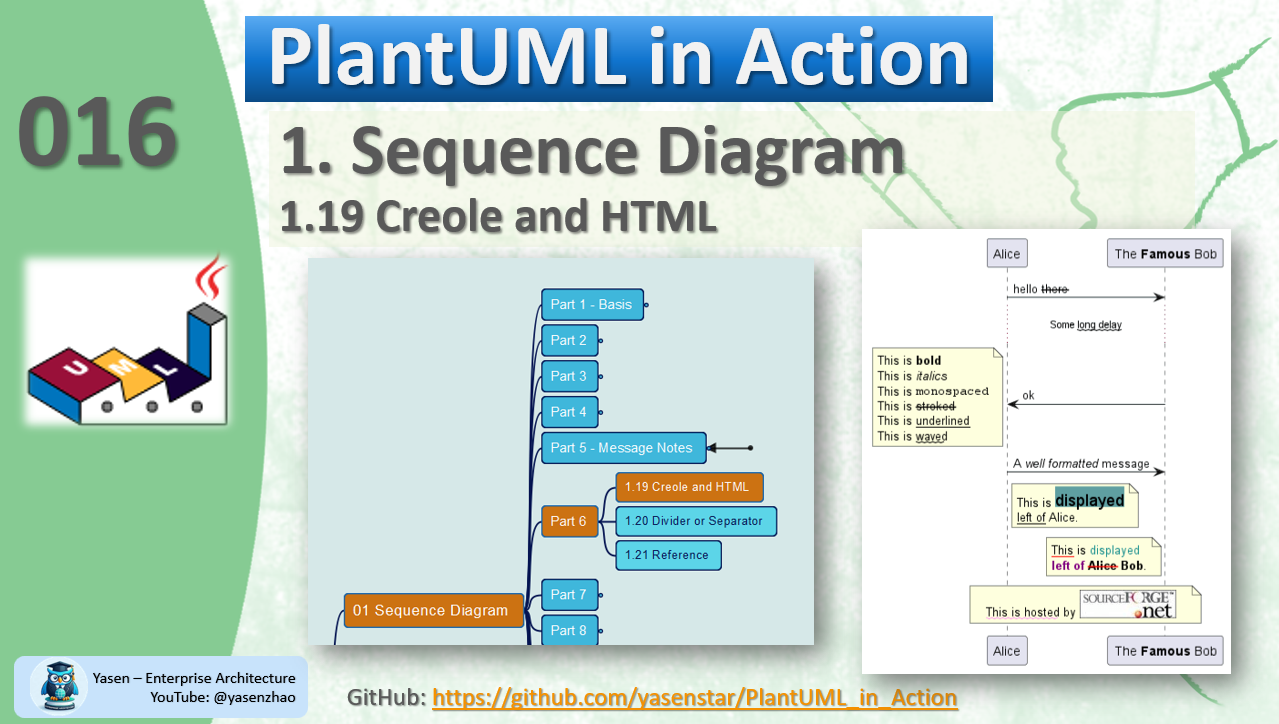 PlantUML in Action
016
1. Sequence Diagram
1.19 Creole and HTML
UML
Part 1 - Basis
Part 2
Part 3
Part 4
Part 5 - Message Notes
Part 6
1.19 Creole and HTML
1.20 Divider or Separator
1.21 Reference
01 Sequence Diagram
Part 7
Part 8
Alice
The Famous Bob
hello there
Some long delay
This is bold
This is italics
This is monospaced
This is stroked
This is underlined
This is waved
ok
A well formatted message
This is displayed
left of Alice.
This is displayed
left of Alice Bob.
This is hosted by SOURCEFORGE™.net
Alice
The Famous Bob
Yasen – Enterprise Architecture
YouTube: @yasenzhao
GitHub: https://github.com/yasenstar/PlantUML_in_Action